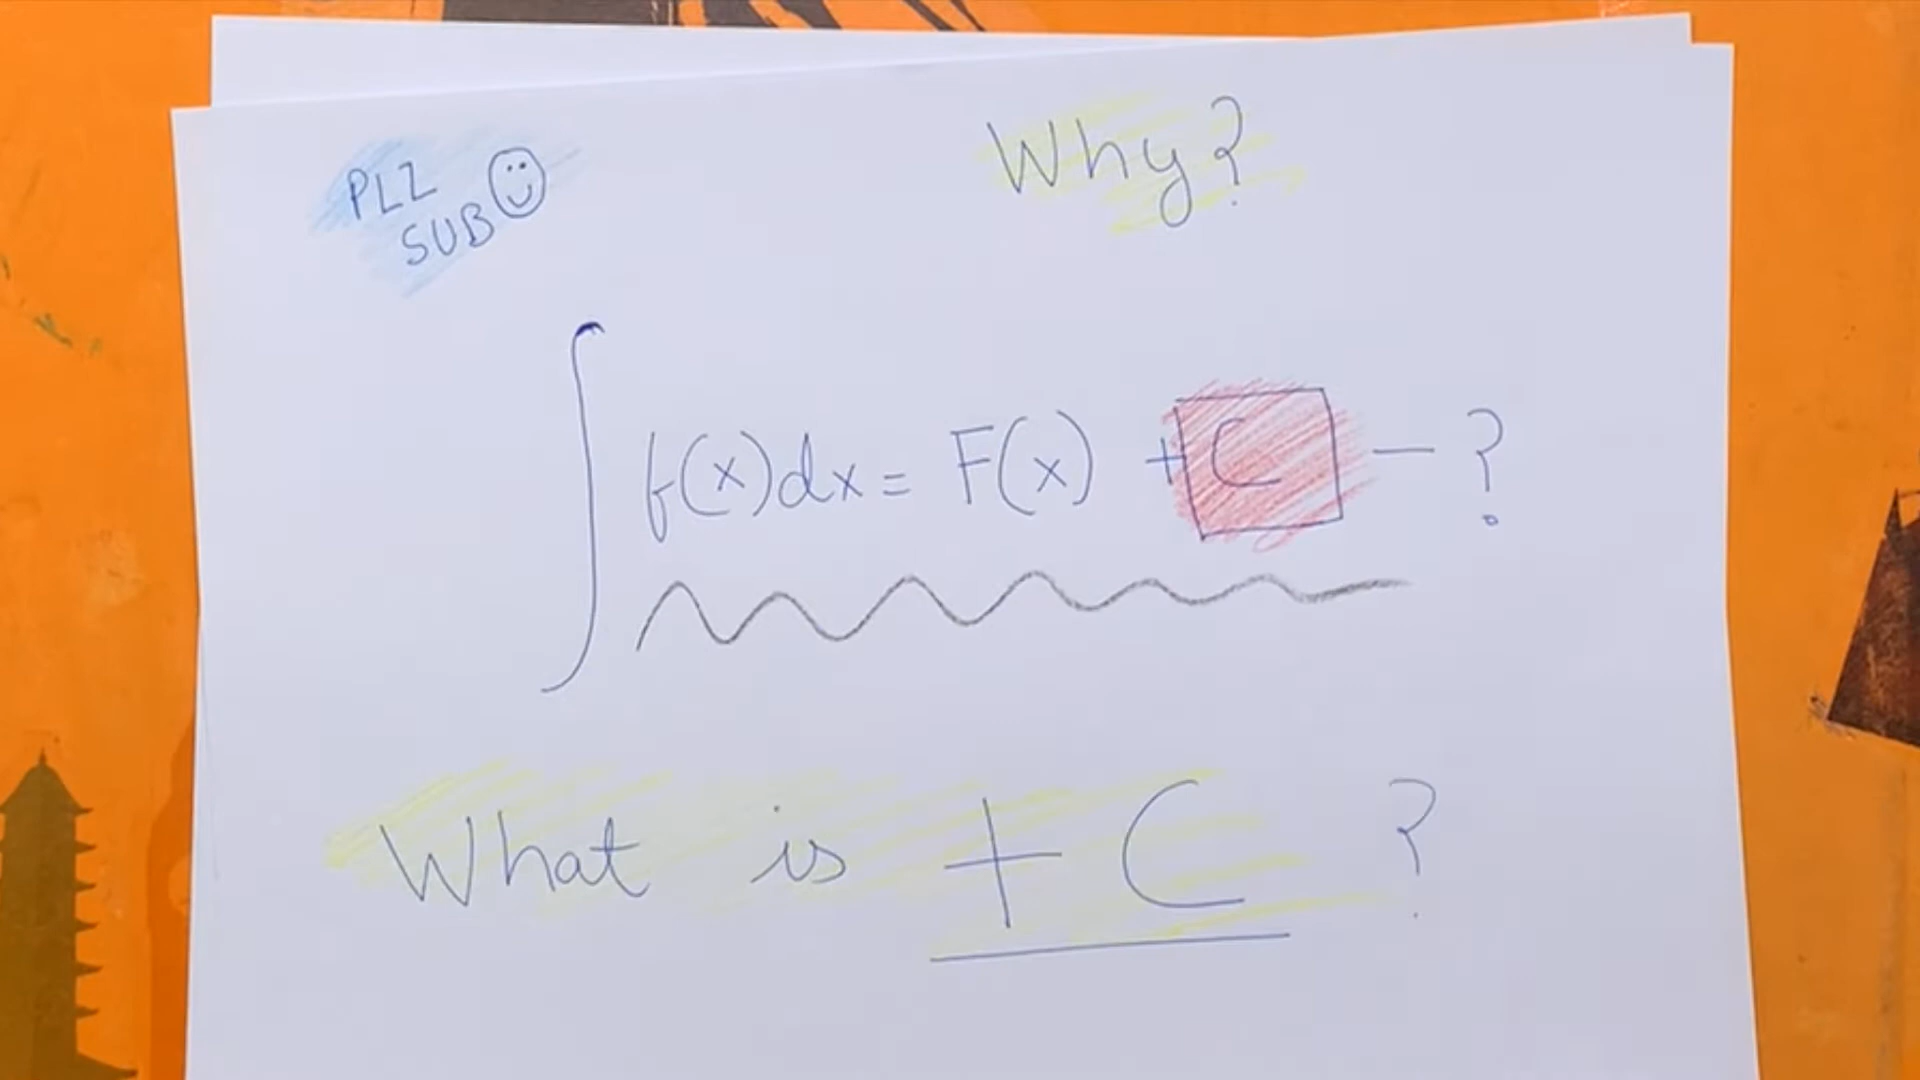 PLZ
SUB
Why?
∫ f(x)dx = F(x) + C - ?
What is + C ?